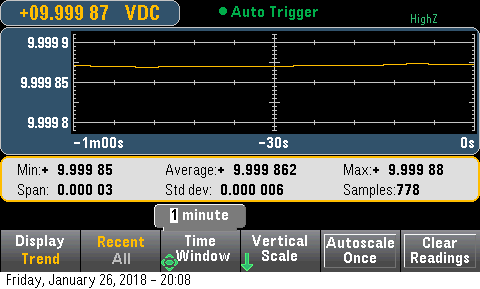 +09.999 87 VDC
Auto Trigger
HighZ
9.999 9
9.999 85
9.999 8
-1m00s -30s 0s
Min:+ 9.999 85 Average:+ 9.999 862 Max:+ 9.999 88
Span: 0.000 03 Std dev: 0.000 006 Samples:778
1 minute
Display
Trend
Recent
All
Time
Window
Vertical
Scale
Autoscale
Once
Clear
Readings
Friday, January 26, 2018 - 20:08